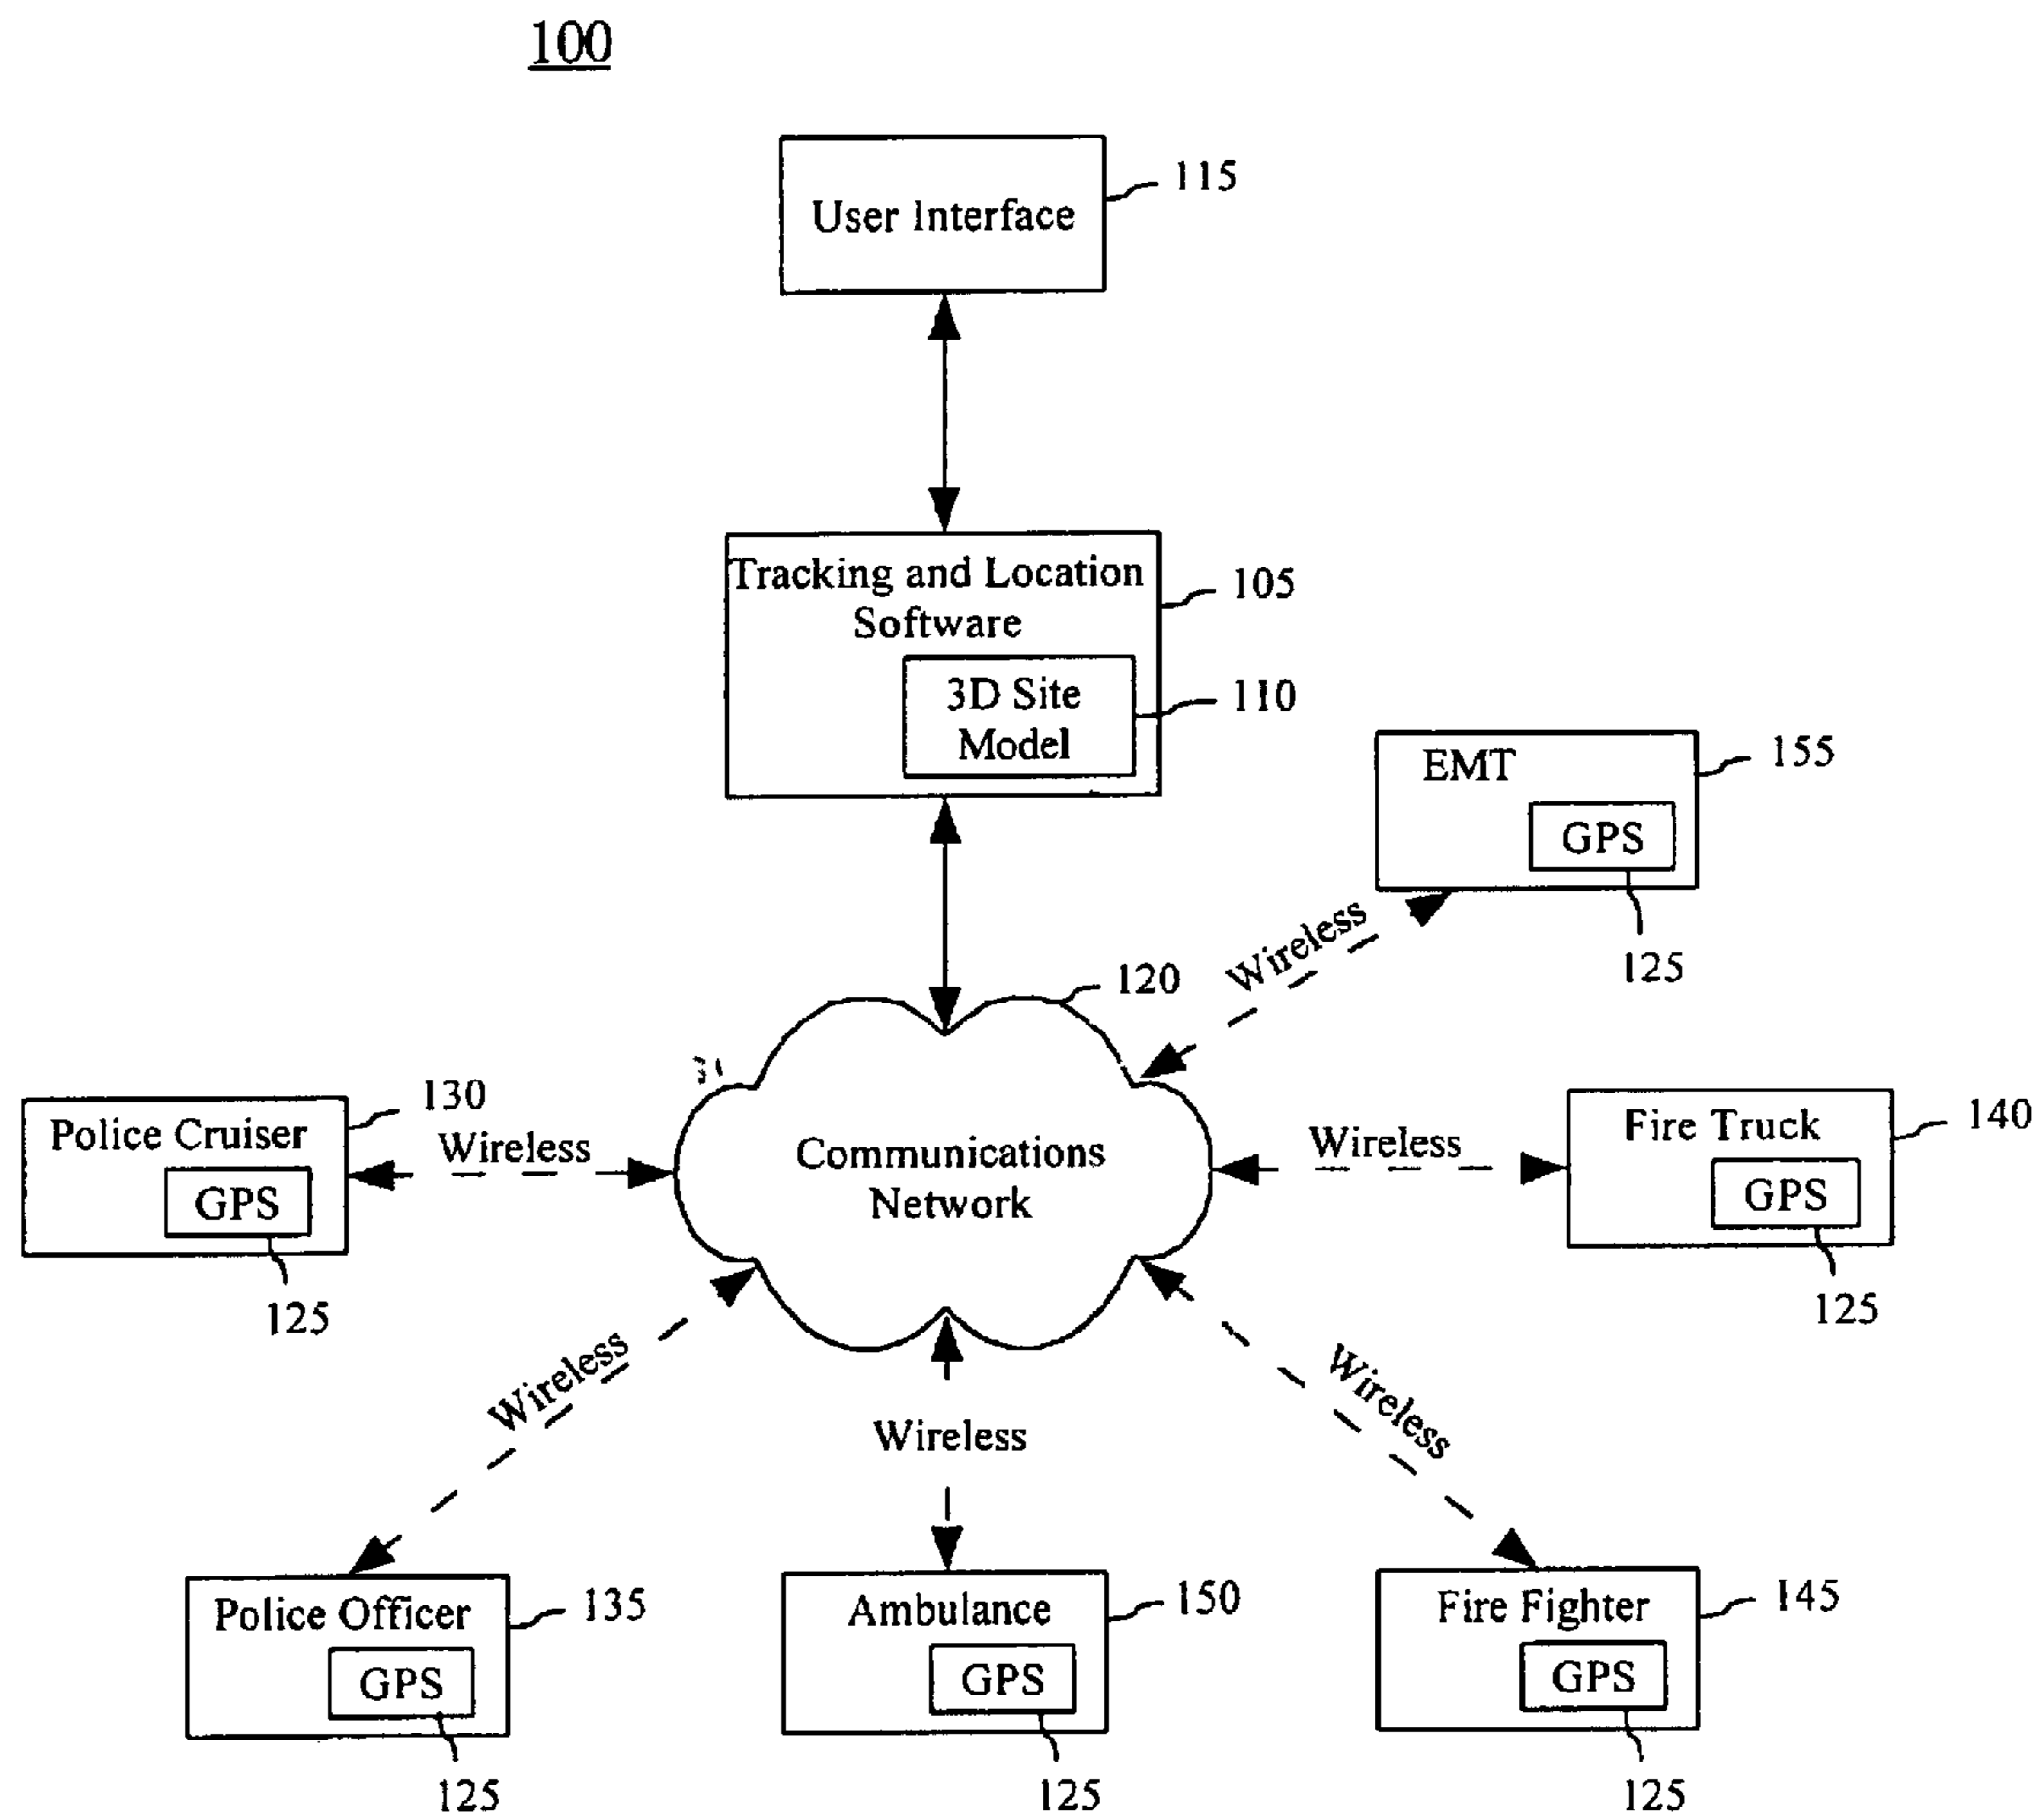 100
User Interface
115
Tracking and Location
Software
105
3D Site
Model
110
EMT
155
GPS
125
Wireless
120
Communications
Network
Police Cruiser
130
GPS
125
Wireless
Fire Truck
140
GPS
125
Wireless
Wireless
Wireless
Wireless
Police Officer
135
GPS
125
Ambulance
150
GPS
125
Fire Fighter
145
GPS
125